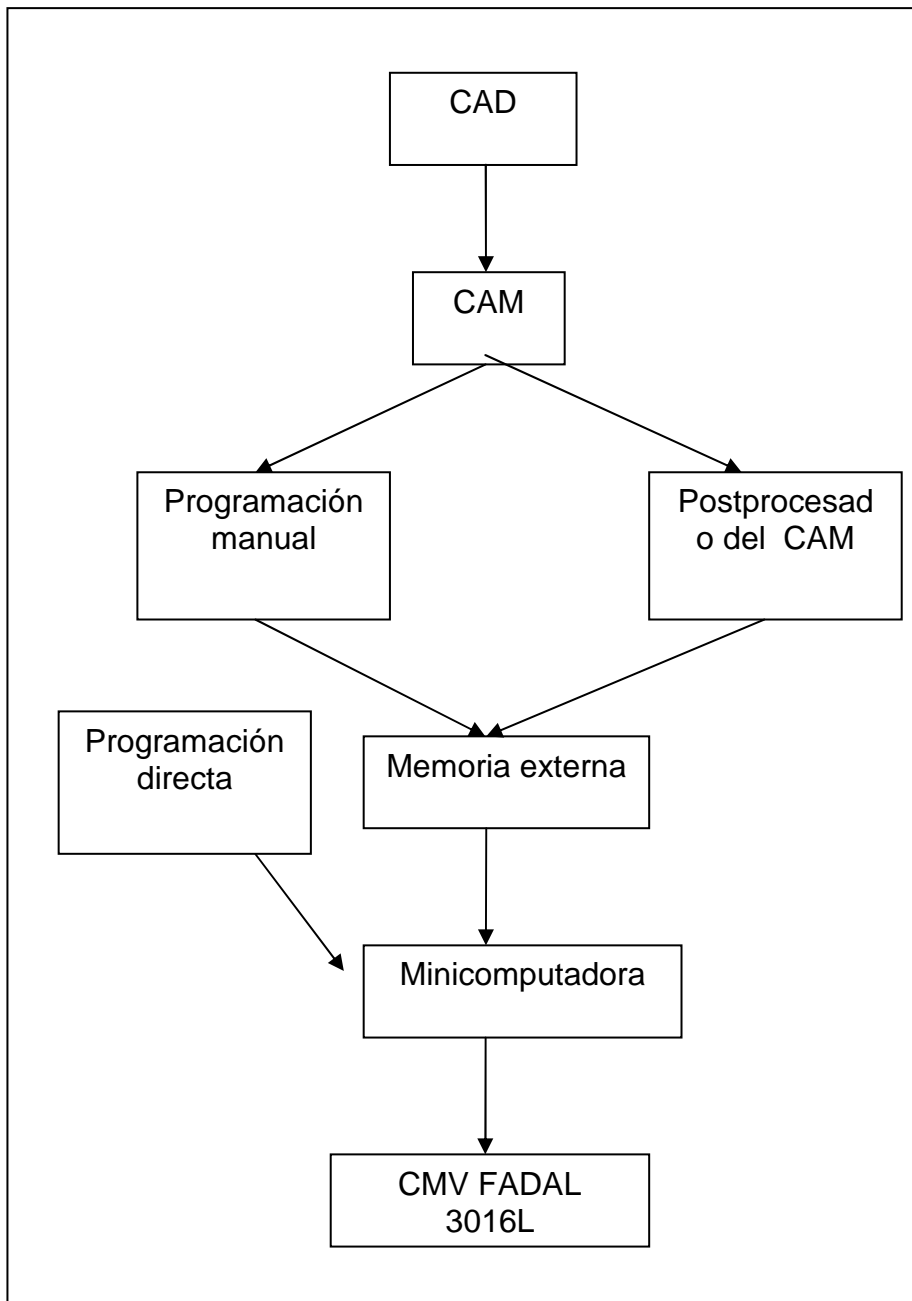 CAD
CAM
Programación
manual
Postprocesad
o del  CAM
Programación
directa
Memoria externa
Minicomputadora
CMV FADAL
3016L